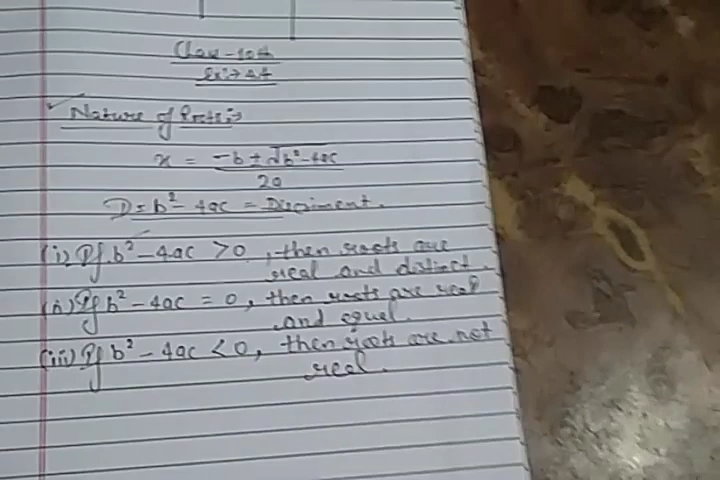 Class - 10th
Ex:→ 4.4
Nature of Roots:→
x = -b ± √b² - 4ac
2a
D = b² - 4ac = Discriment.
(i) If b² - 4ac > 0, then roots are
real and distinct.
(ii) If b² - 4ac = 0, then roots are real
and equal.
(iii) If b² - 4ac < 0, then roots are not
real.